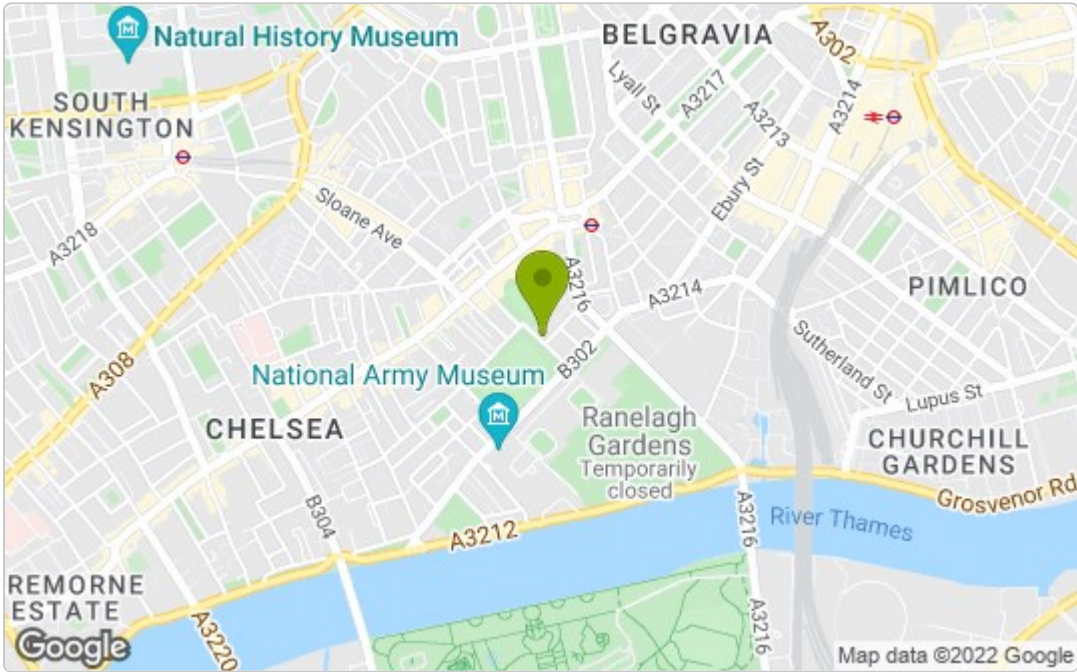 Natural History Museum
BELGRAVIA
A302
Lyall St
A3217
A3214
SOUTH
KENSINGTON
A3213
Ebury St
Sloane Ave
A3218
A3216
A3214
PIMLICO
A308
B302
Sutherland St
National Army Museum
Lupus St
CHELSEA
Ranelagh
Gardens
Temporarily
closed
CHURCHILL
GARDENS
B304
A3216
Grosvenor Rd
River Thames
A3212
REMORNE
ESTATE
A3220
A3216
Google
Map data ©2022 Google